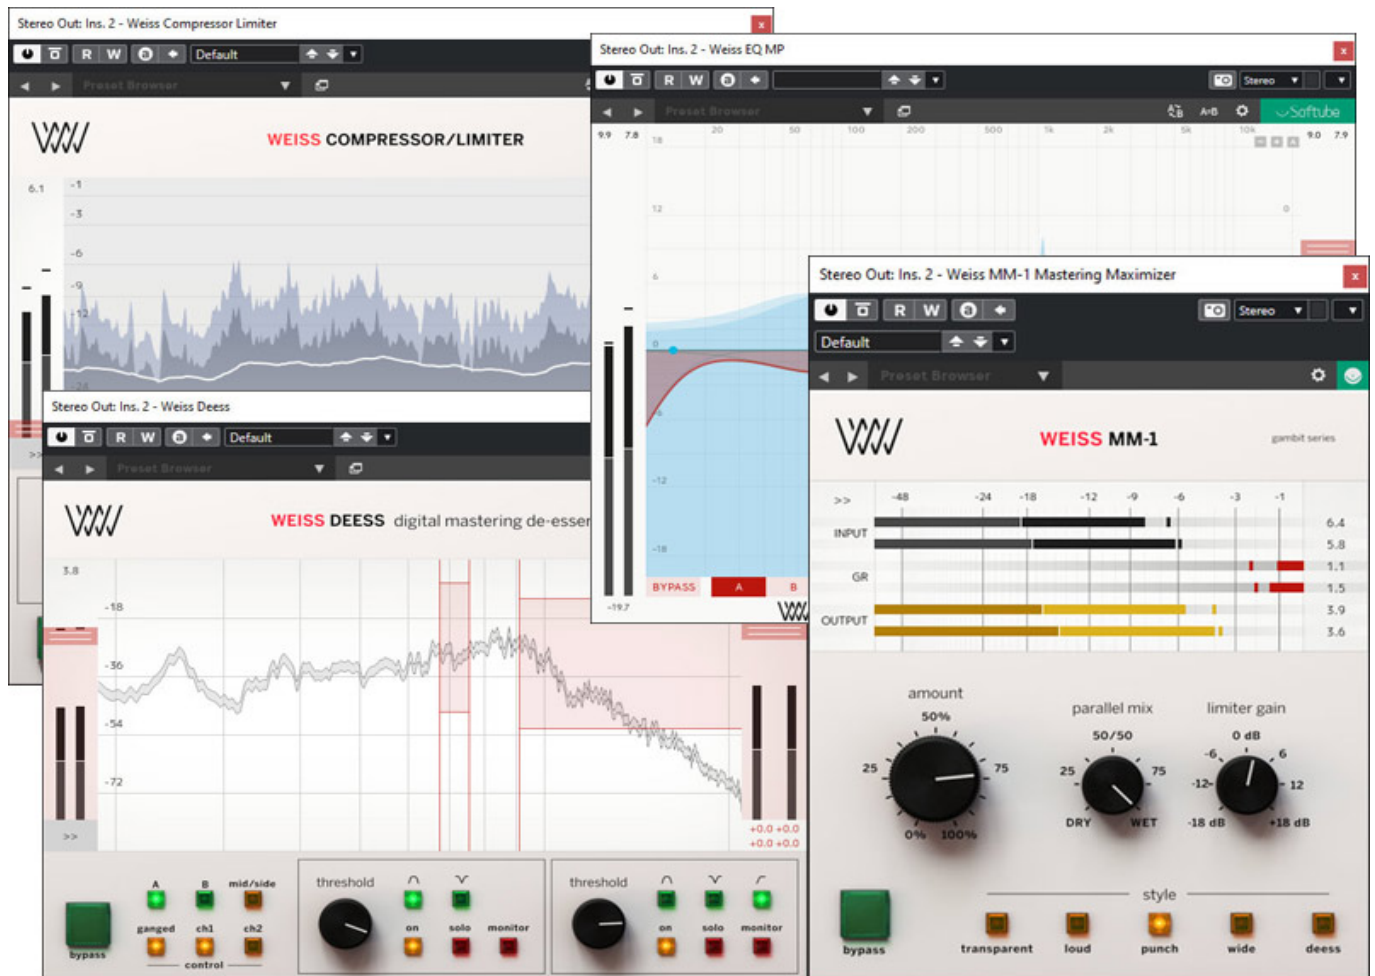 Stereo Out: Ins. 2 - Weiss Compressor Limiter
x
R W a Default
Preset Browser
WEISS COMPRESSOR/LIMITER
6.1
-1
-3
-6
-9
-12
>>
Stereo Out: Ins. 2 - Weiss EQ MP
x
R W a Stereo
Preset Browser
A=B
Softube
9.9 7.8 20 50 100 200 500 1k 2k 5k 10k 9.0 7.9
18
12 0
6
0
-6
-12
-18
BYPASS A B
-19.7
Stereo Out: Ins. 2 - Weiss Deess
R W a Default
Preset Browser
WEISS DEESS digital mastering de-esser
3.8
-18
-36
-54
-72
>>
+0.0 +0.0
+0.0 +0.0
A B mid/side
ganged ch1 ch2
control
bypass
threshold
on solo monitor
threshold
on solo monitor
Stereo Out: Ins. 2 - Weiss MM-1 Mastering Maximizer
x
R W a Stereo
Default
Preset Browser
WEISS MM-1
gambit series
>> -48 -24 -18 -12 -9 -6 -3 -1
INPUT 6.4
5.8
GR 1.1
1.5
OUTPUT 3.9
3.6
amount
50%
25 75
0% 100%
parallel mix
50/50
25 75
DRY WET
limiter gain
0 dB
-6 6
-12 12
-18 dB +18 dB
style
bypass
transparent loud punch wide deess